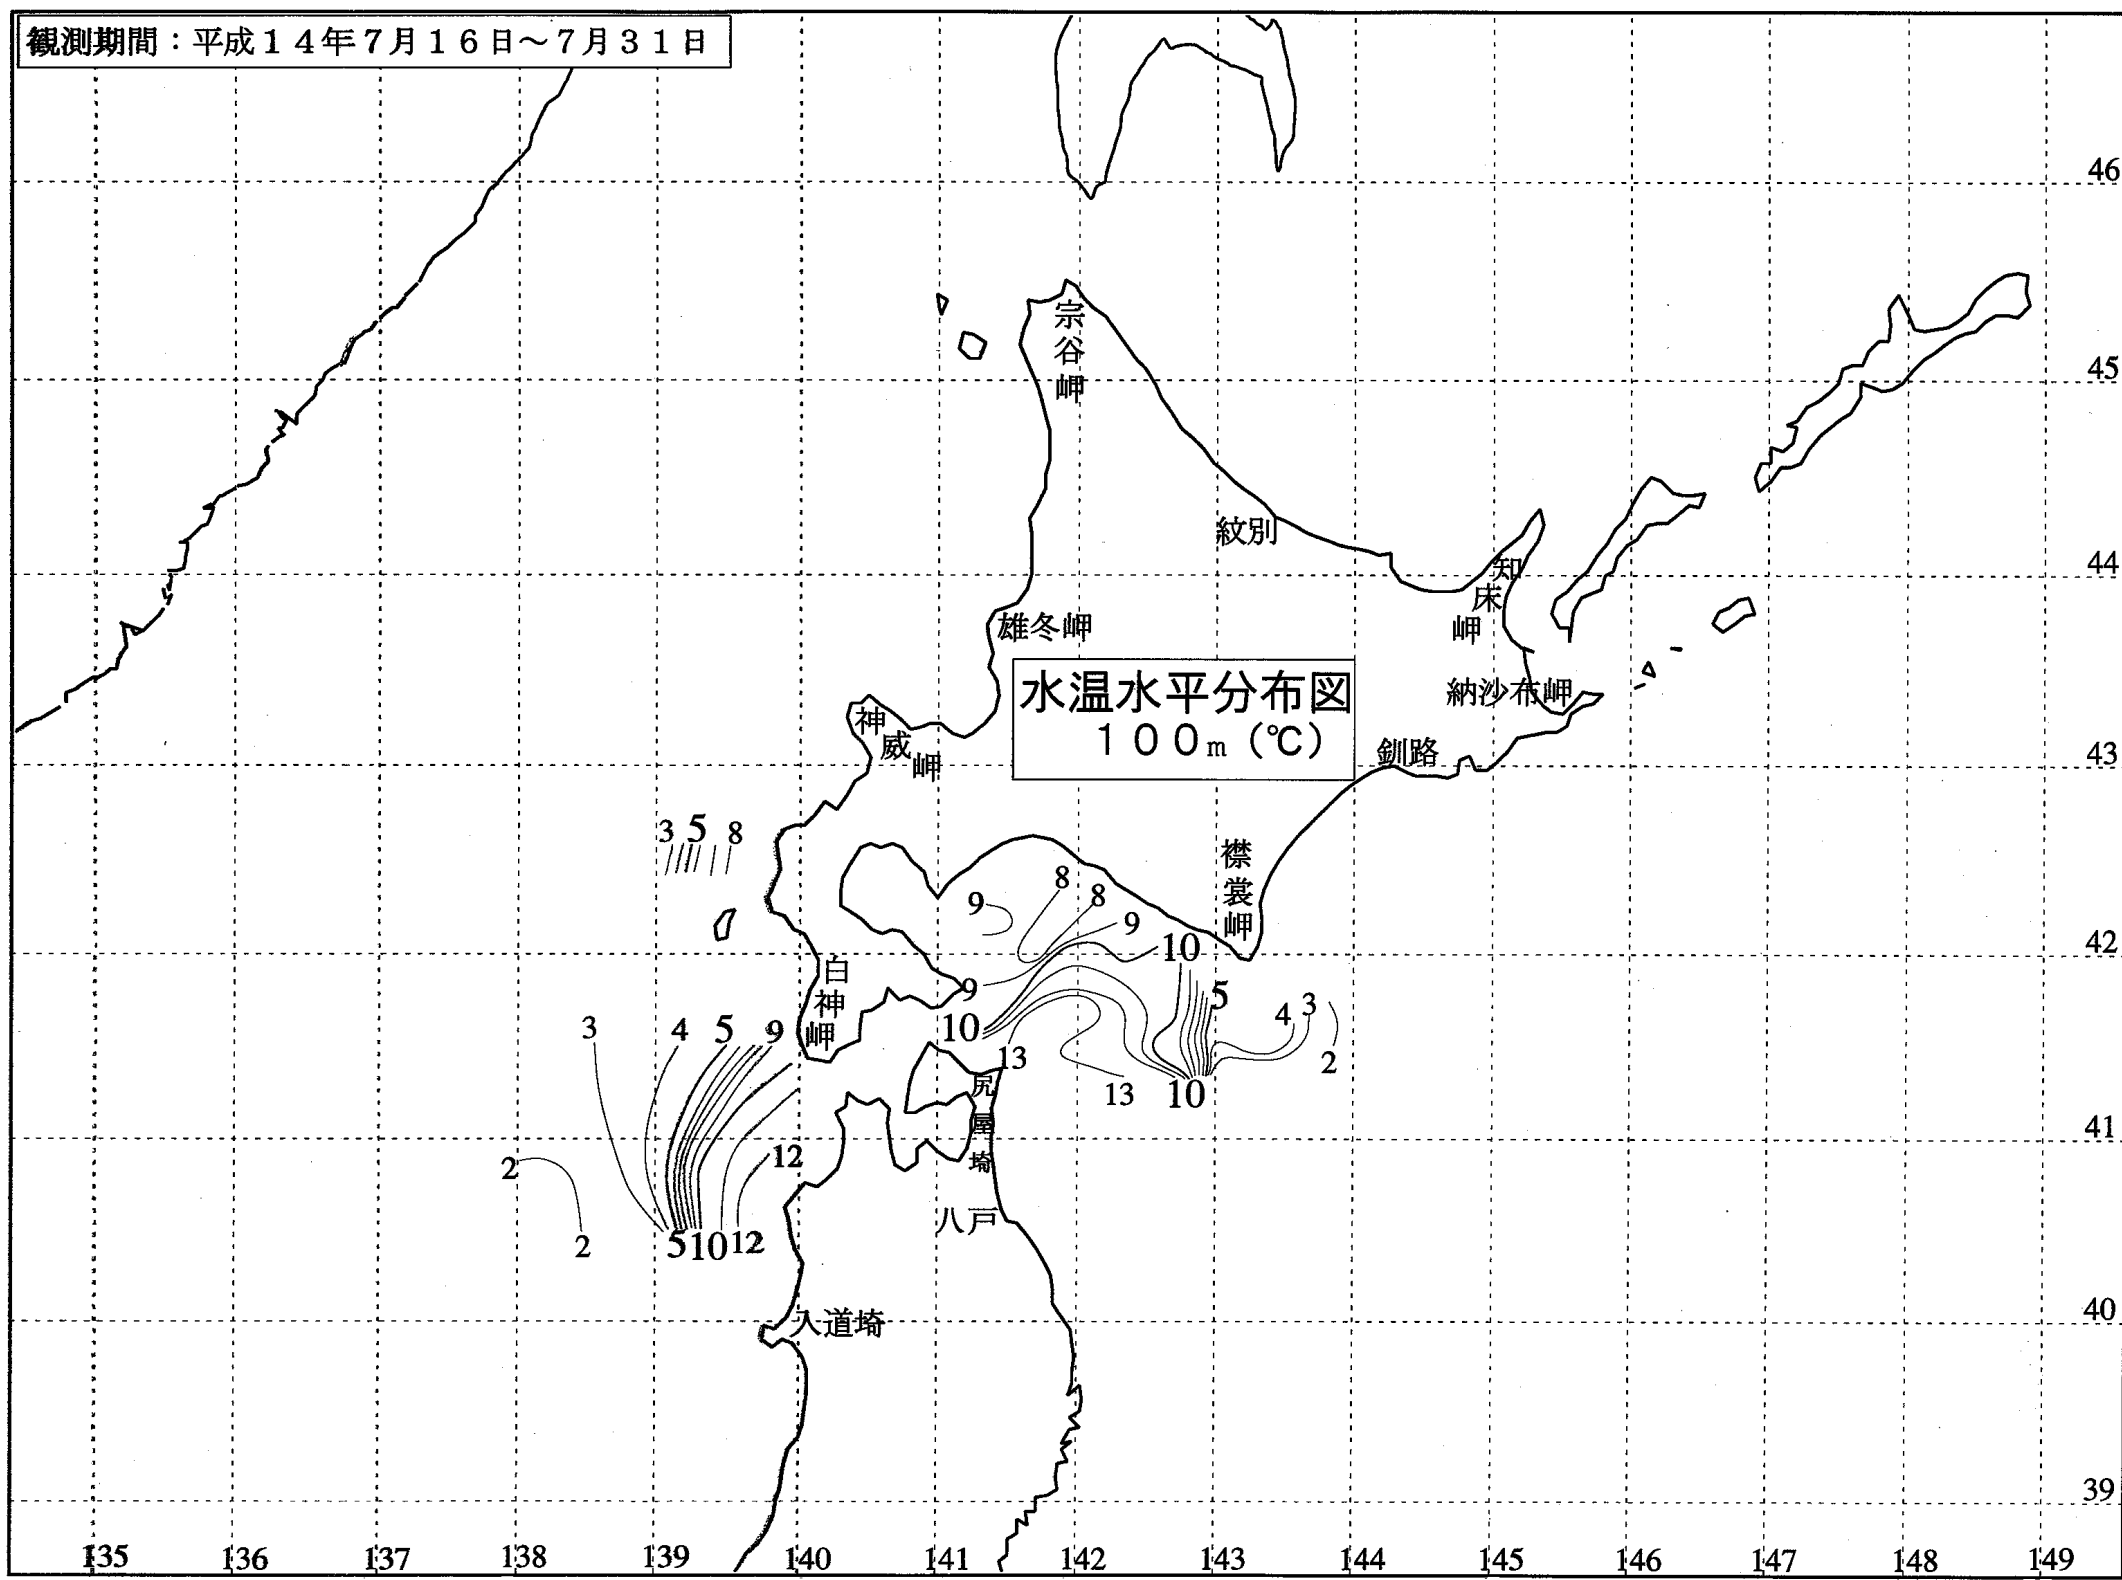 観測期間：平成１４年７月１６日～７月３１日
46
宗谷岬
45
紋別
44
知床岬
雄冬岬
水温水平分布図
１００ｍ（℃）
納沙布岬
神威岬
釧路
43
3 5 8
襟裳岬
8
8
9
9
10
42
白神岬
9
5
3
4
3 4 5 9
10
13
2
尻屋埼
13
10
41
12
2
八戸
2
5 10 12 2
入道埼
40
39
135 136 137 138 139 140 141 142 143 144 145 146 147 148 149